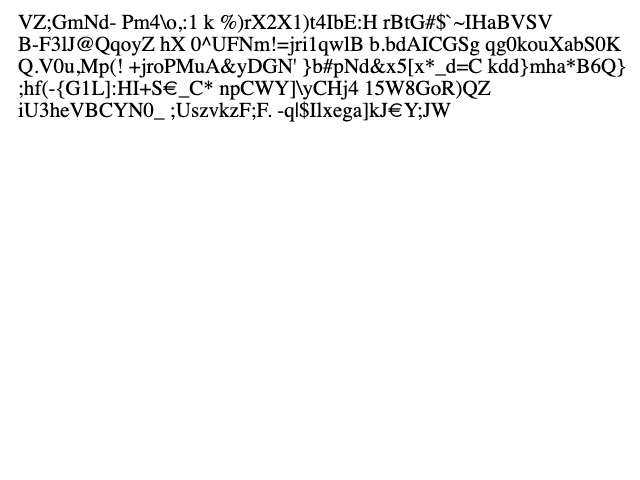 VZ;GmNd- Pm4\o,:1 k %)rX2X1)t4IbE:H rBtG#$`~IHaBVSV
B-F3lJ@QqoyZ hX 0^UFNm!=jri1qwlB b.bdAICGSg qg0kouXabS0K
Q.V0u,Mp(! +jroPMuA&yDGN' }b#pNd&x5[x*_d=C kdd}mha*B6Q}
;hf(-{G1L]:HI+S€_C* npCWY]\yCHj4 15W8GoR)QZ
iU3heVBCYN0_ ;UszvkzF;F. -q|$Ilxega]kJ€Y;JW